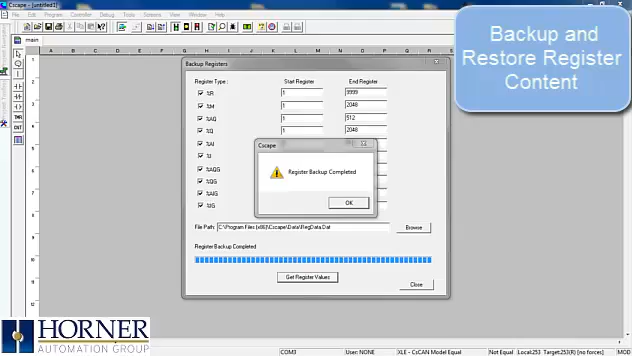 Cscape - [untitled1]
File Edit Program Controller Debug Tools Screens View Window Help
main
Backup and
Restore Register
Content
Backup Registers
Register Type : Start Register End Register
%R 1 9999
%M 1 2048
%AQ 1 512
%Q 1 2048
%AI
%I
%AQG
%QG
%AIG
%IG
Cscape
Register Backup Completed
OK
File Path: C:\Program Files (x86)\Cscape\Data\RegData.Dat Browse
Register Backup Completed
Get Register Values
Close
HORNER
AUTOMATION GROUP
COM3 User: NONE XLE - CsCAN Model Equal Not Equal Local:253 Target:253(R) [no forces] MOD